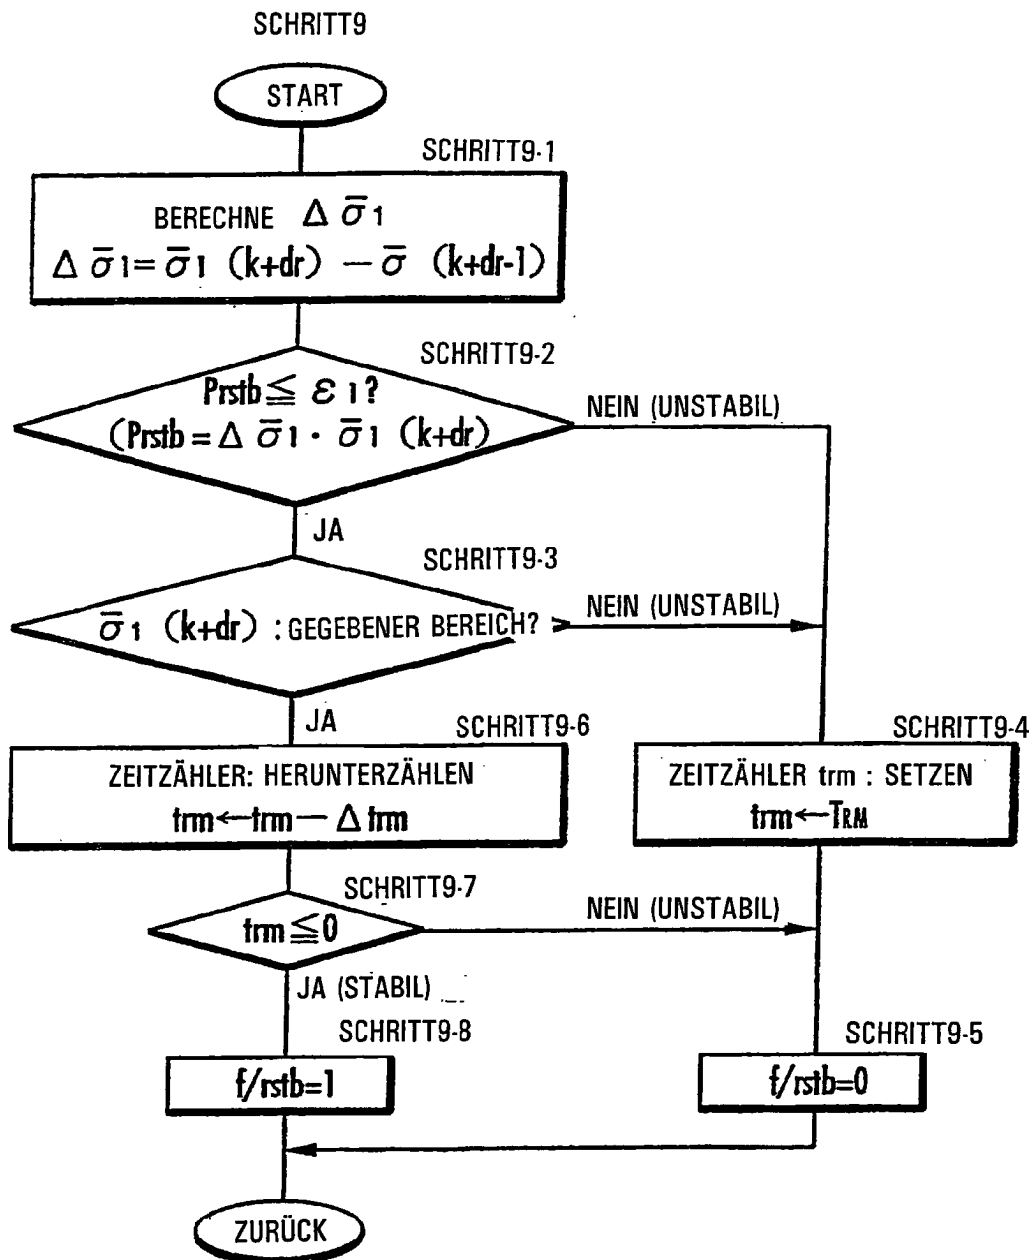 SCHRITT9
START
SCHRITT9-1
BERECHNE Δ σ̅1
Δ σ̅1= σ̅1 (k+dr) — σ̅ (k+dr-1)
SCHRITT9-2
Prstb ≦ ε1?
(Prstb = Δ σ̅1 · σ̅1 (k+dr)
NEIN (UNSTABIL)
JA
SCHRITT9-3
σ̅1 (k+dr) : GEGEBENER BEREICH?
NEIN (UNSTABIL)
JA
SCHRITT9-6
ZEITZÄHLER: HERUNTERZÄHLEN
trm←trm— Δ trm
SCHRITT9-4
ZEITZÄHLER trm : SETZEN
trm←TRM
SCHRITT9-7
trm ≦0
NEIN (UNSTABIL)
JA (STABIL)
SCHRITT9-8
f/rstb=1
SCHRITT9-5
f/rstb=0
ZURÜCK